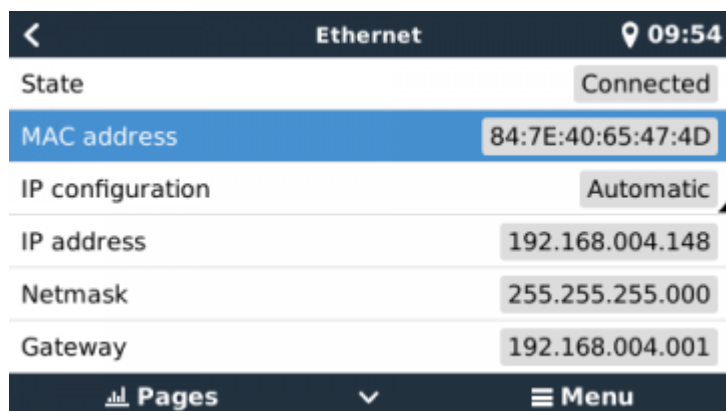 Ethernet 09:54
State Connected
MAC address 84:7E:40:65:47:4D
IP configuration Automatic
IP address 192.168.004.148
Netmask 255.255.255.000
Gateway 192.168.004.001
Pages Menu